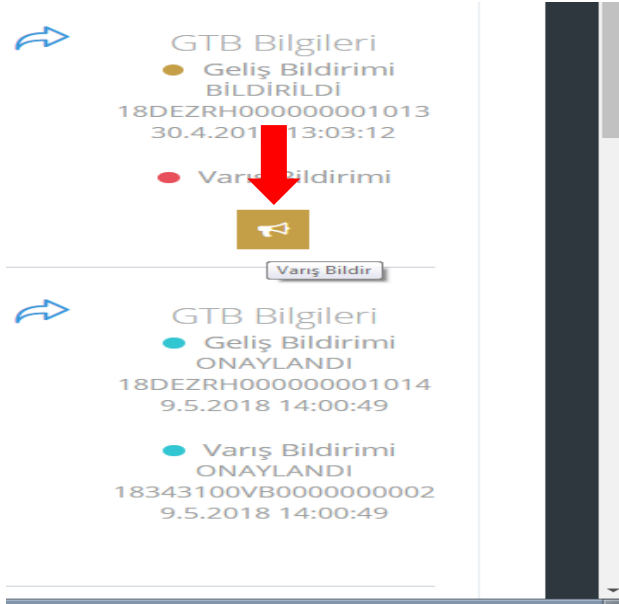 GTB Bilgileri
Geliş Bildirimi
BİLDİRİLDİ
18DEZRH000000001013
30.4.201 13:03:12
Varış Bildirimi
Varış Bildir
GTB Bilgileri
Geliş Bildirimi
ONAYLANDI
18DEZRH000000001014
9.5.2018 14:00:49
Varış Bildirimi
ONAYLANDI
18343100VB0000000002
9.5.2018 14:00:49